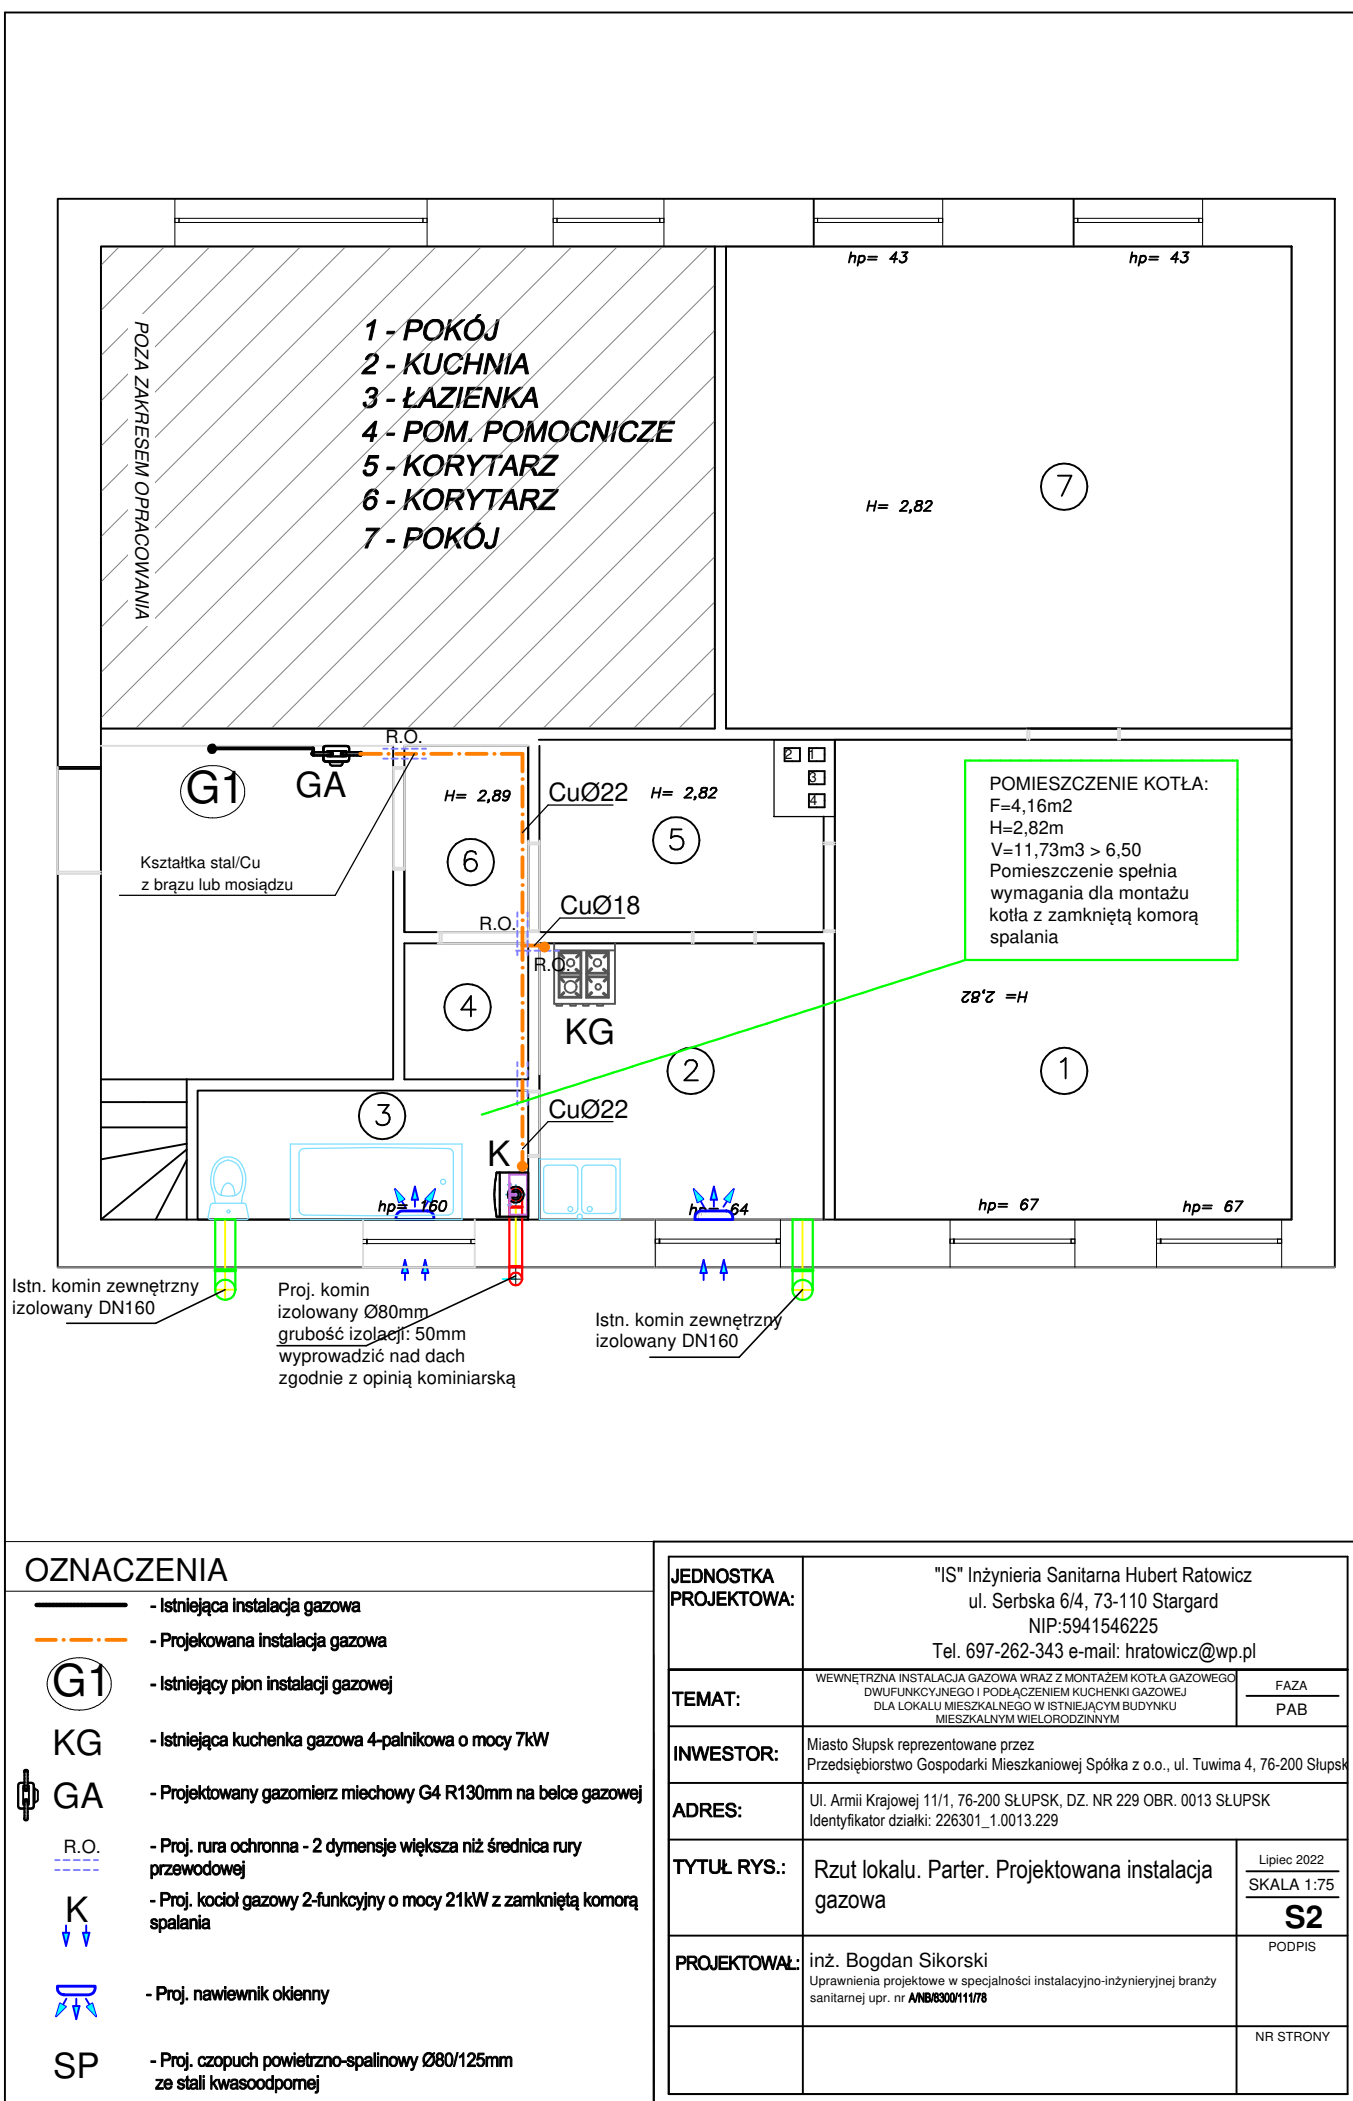 hp= 43
hp= 43
POZA ZAKRESEM OPRACOWANIA
1 - POKÓJ
2 - KUCHNIA
3 - ŁAZIENKA
4 - POM. POMOCNICZE
5 - KORYTARZ
6 - KORYTARZ
7 - POKÓJ
H= 2,82
7
R.O.
G1
GA
H= 2,89
CuØ22
H= 2,82
2
1
3
4
6
5
Kształtka stal/Cu
z brązu lub mosiądzu
POMIESZCZENIE KOTŁA:
F=4,16m2
H=2,82m
V=11,73m3 > 6,50
Pomieszczenie spełnia
wymagania dla montażu
kotła z zamkniętą komorą
spalania
CuØ18
R.O.
R.O.
H= 2,82
4
KG
2
1
3
CuØ22
K
hp= 160
hp= 64
hp= 67
hp= 67
Istn. komin zewnętrzny
izolowany DN160
Proj. komin
izolowany Ø80mm
grubość izolacji: 50mm
wyprowadzić nad dach
zgodnie z opinią kominiarską
Istn. komin zewnętrzny
izolowany DN160
OZNACZENIA
- Istniejąca instalacja gazowa
- Projekowana instalacja gazowa
G1 - Istniejący pion instalacji gazowej
KG - Istniejąca kuchenka gazowa 4-palnikowa o mocy 7kW
GA - Projektowany gazomierz miechowy G4 R130mm na belce gazowej
R.O. - Proj. rura ochronna - 2 dymensje większa niż średnica rury
przewodowej
K - Proj. kocioł gazowy 2-funkcyjny o mocy 21kW z zamkniętą komorą
spalania
- Proj. nawiewnik okienny
SP - Proj. czopuch powietrzno-spalinowy Ø80/125mm
ze stali kwasoodpornej
JEDNOSTKA
PROJEKTOWA:
"IS" Inżynieria Sanitarna Hubert Ratowicz
ul. Serbska 6/4, 73-110 Stargard
NIP:5941546225
Tel. 697-262-343 e-mail: hratowicz@wp.pl
TEMAT:
WEWNĘTRZNA INSTALACJA GAZOWA WRAZ Z MONTAŻEM KOTŁA GAZOWEGO
DWUFUNKCYJNEGO I PODŁĄCZENIEM KUCHENKI GAZOWEJ
DLA LOKALU MIESZKALNEGO W ISTNIEJĄCYM BUDYNKU
MIESZKALNYM WIELORODZINNYM
FAZA
PAB
INWESTOR:
Miasto Słupsk reprezentowane przez
Przedsiębiorstwo Gospodarki Mieszkaniowej Spółka z o.o., ul. Tuwima 4, 76-200 Słupsk
ADRES:
Ul. Armii Krajowej 11/1, 76-200 SŁUPSK, DZ. NR 229 OBR. 0013 SŁUPSK
Identyfikator działki: 226301_1.0013.229
TYTUŁ RYS.:
Rzut lokalu. Parter. Projektowana instalacja
gazowa
Lipiec 2022
SKALA 1:75
S2
PROJEKTOWAŁ:
inż. Bogdan Sikorski
Uprawnienia projektowe w specjalności instalacyjno-inżynieryjnej branży
sanitarnej upr. nr A/NB/8300/111/78
PODPIS
NR STRONY